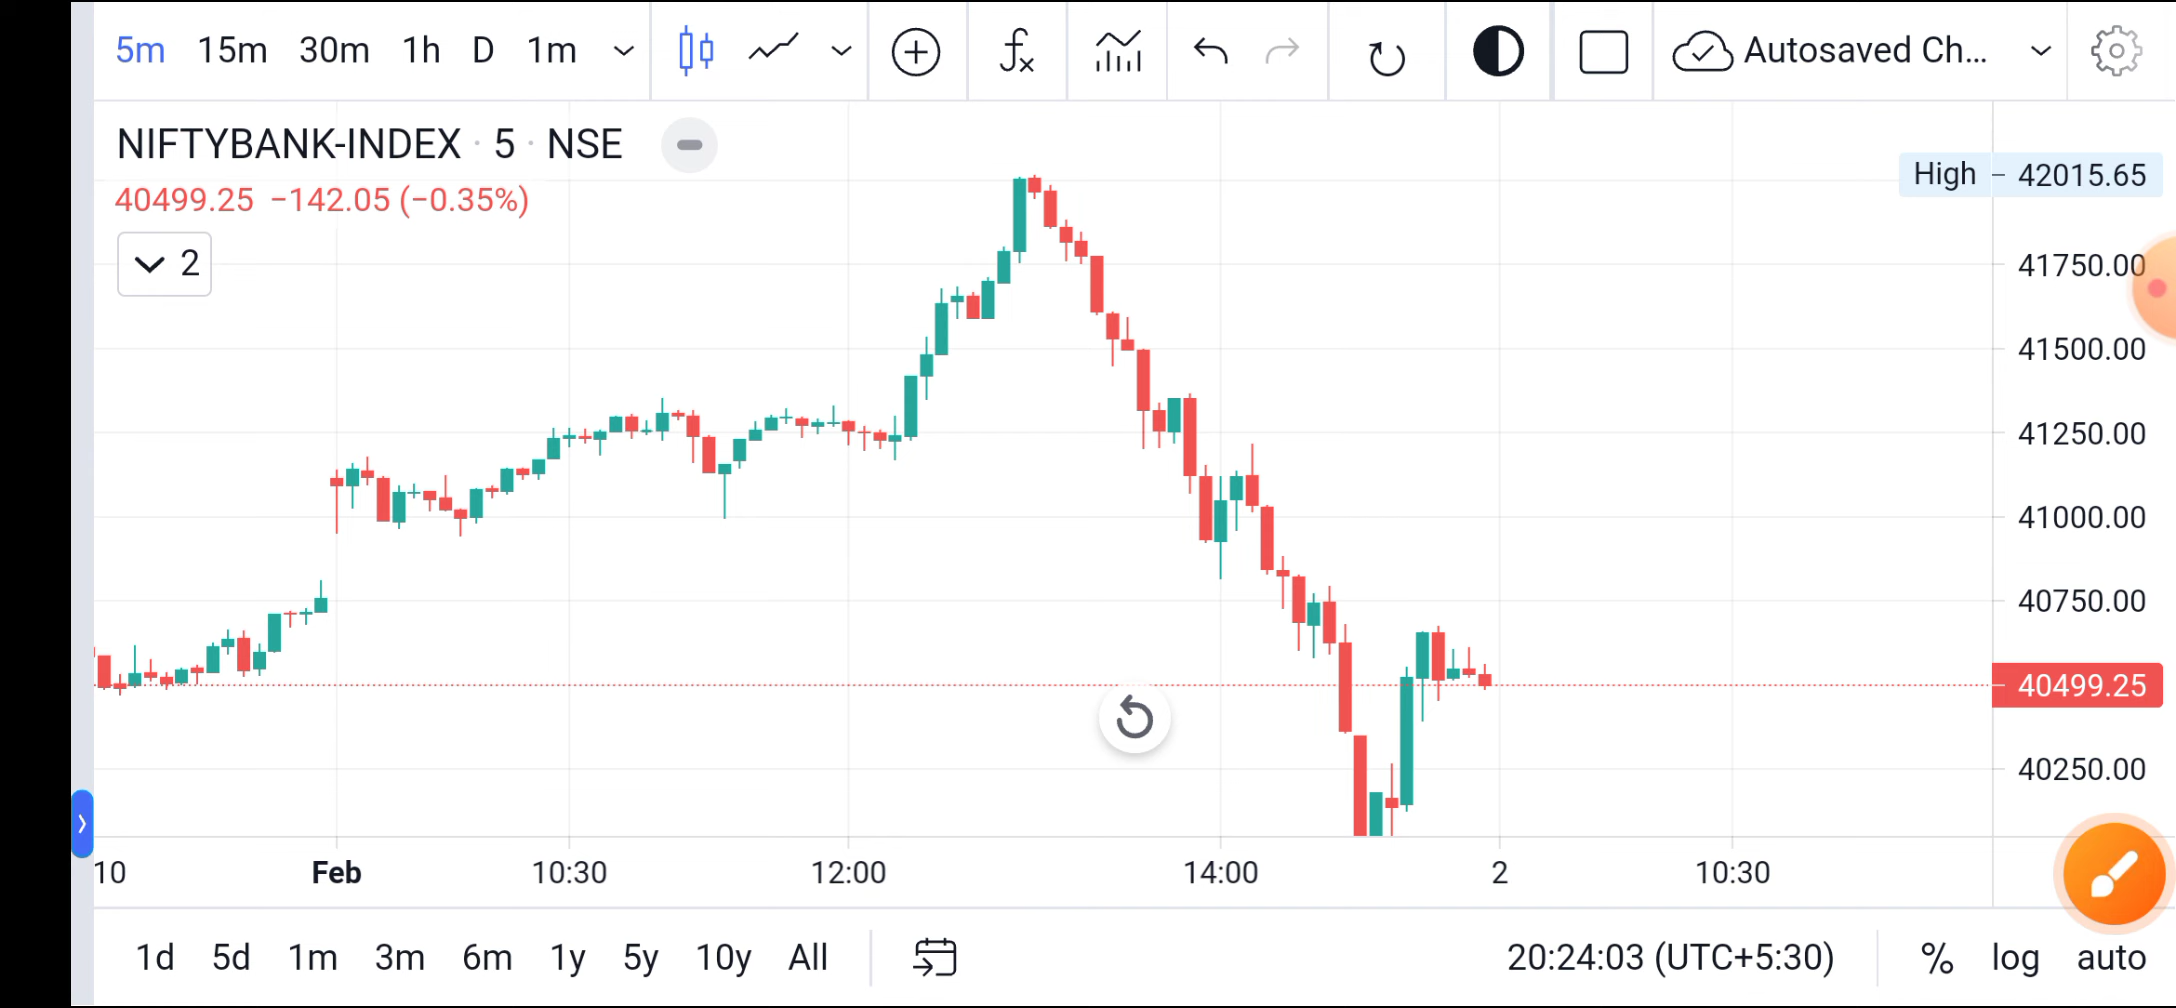 5m 15m 30m 1h D 1m fx Autosaved Ch...
NIFTYBANK-INDEX · 5 · NSE
40499.25 −142.05 (−0.35%)
2
High 42015.65
41750.00
41500.00
41250.00
41000.00
40750.00
40499.25
40250.00
10 Feb 10:30 12:00 14:00 2 10:30
1d 5d 1m 3m 6m 1y 5y 10y All 20:24:03 (UTC+5:30) % log auto